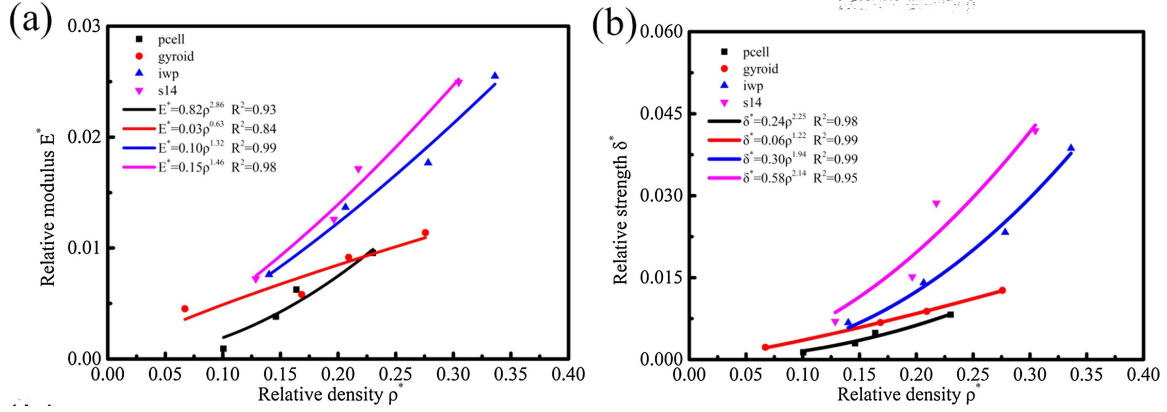 (a)
0.03
0.02
0.01
0.00
Relative modulus E*
pcell
gyroid
iwp
s14
E*=0.82ρ^2.86 R²=0.93
E*=0.03ρ^0.63 R²=0.84
E*=0.10ρ^1.32 R²=0.99
E*=0.15ρ^1.46 R²=0.98
0.00 0.05 0.10 0.15 0.20 0.25 0.30 0.35 0.40
Relative density ρ*
(b)
0.060
0.045
0.030
0.015
0.000
Relative strength δ*
pcell
gyroid
iwp
s14
δ*=0.24ρ^2.25 R²=0.98
δ*=0.06ρ^1.22 R²=0.99
δ*=0.30ρ^1.94 R²=0.99
δ*=0.58ρ^2.14 R²=0.95
0.00 0.05 0.10 0.15 0.20 0.25 0.30 0.35 0.40
Relative density ρ*